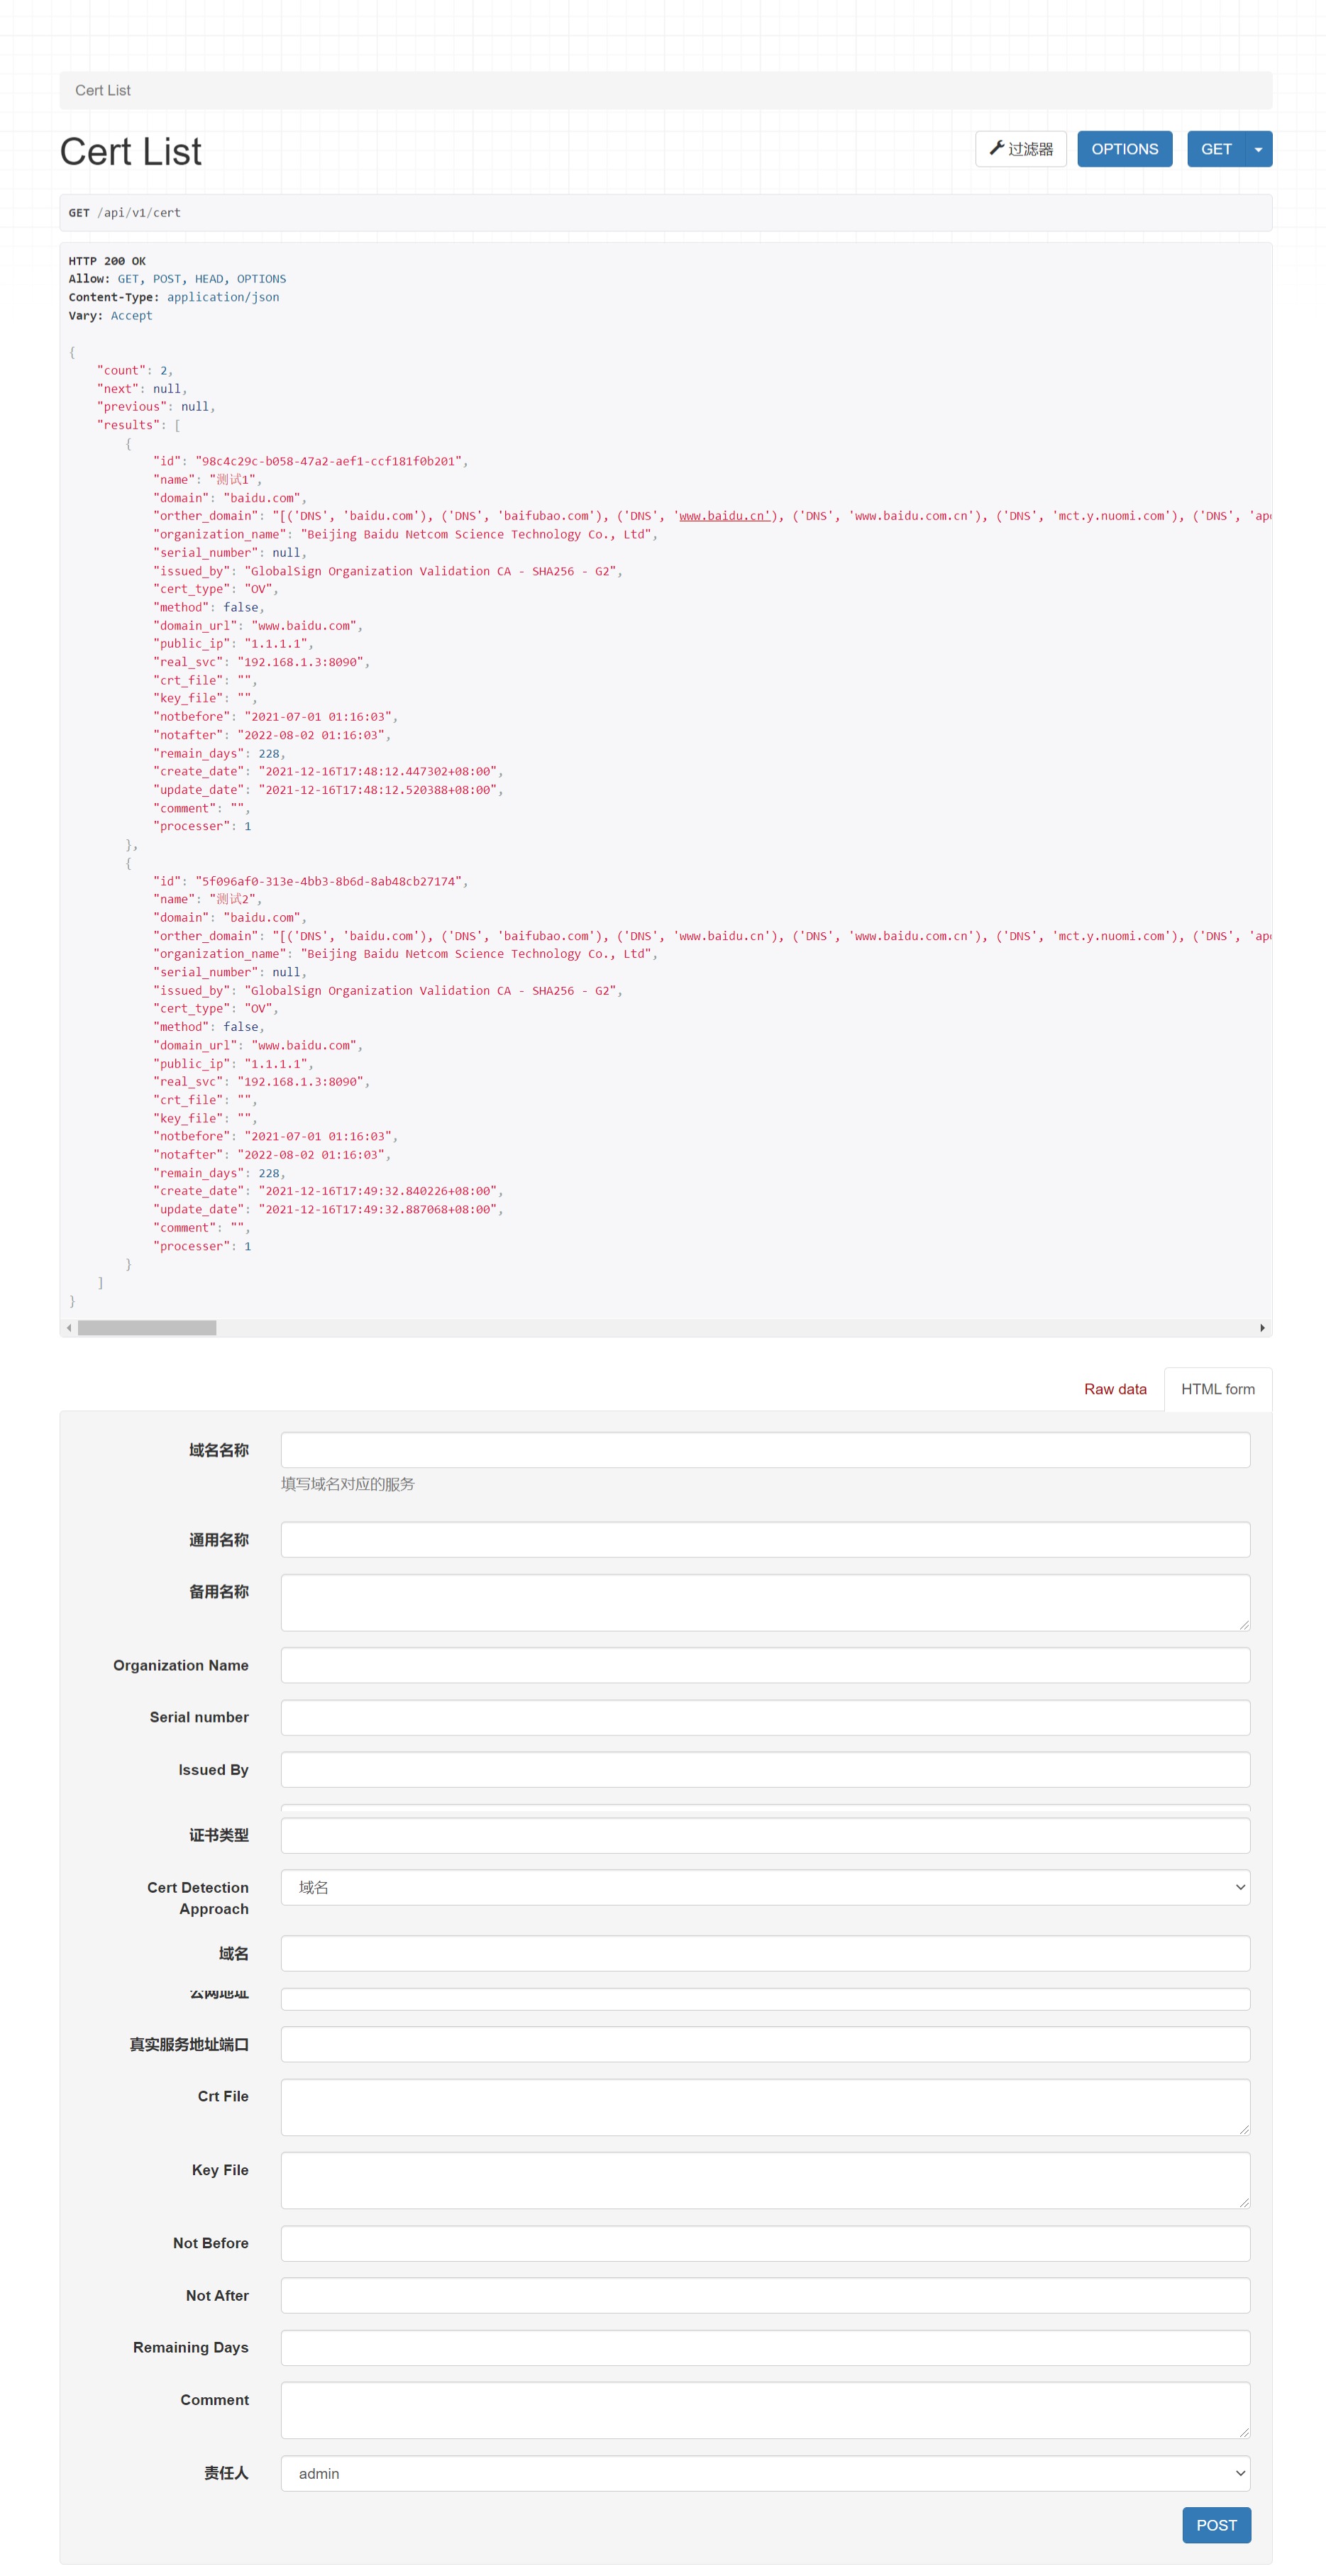 Cert List
Cert List
过滤器
OPTIONS
GET
GET /api/v1/cert
HTTP 200 OK
Allow: GET, POST, HEAD, OPTIONS
Content-Type: application/json
Vary: Accept
{
"count": 2,
"next": null,
"previous": null,
"results": [
{
"id": "98c4c29c-b058-47a2-aef1-ccf181f0b201",
"name": "测试1",
"domain": "baidu.com",
"orther_domain": "[('DNS', 'baidu.com'), ('DNS', 'baifubao.com'), ('DNS', 'www.baidu.cn'), ('DNS', 'www.baidu.com.cn'), ('DNS', 'mct.y.nuomi.com'), ('DNS', 'apo
"organization_name": "Beijing Baidu Netcom Science Technology Co., Ltd",
"serial_number": null,
"issued_by": "GlobalSign Organization Validation CA - SHA256 - G2",
"cert_type": "OV",
"method": false,
"domain_url": "www.baidu.com",
"public_ip": "1.1.1.1",
"real_svc": "192.168.1.3:8090",
"crt_file": "",
"key_file": "",
"notbefore": "2021-07-01 01:16:03",
"notafter": "2022-08-02 01:16:03",
"remain_days": 228,
"create_date": "2021-12-16T17:48:12.447302+08:00",
"update_date": "2021-12-16T17:48:12.520388+08:00",
"comment": "",
"processer": 1
},
{
"id": "5f096af0-313e-4bb3-8b6d-8ab48cb27174",
"name": "测试2",
"domain": "baidu.com",
"orther_domain": "[('DNS', 'baidu.com'), ('DNS', 'baifubao.com'), ('DNS', 'www.baidu.cn'), ('DNS', 'www.baidu.com.cn'), ('DNS', 'mct.y.nuomi.com'), ('DNS', 'apo
"organization_name": "Beijing Baidu Netcom Science Technology Co., Ltd",
"serial_number": null,
"issued_by": "GlobalSign Organization Validation CA - SHA256 - G2",
"cert_type": "OV",
"method": false,
"domain_url": "www.baidu.com",
"public_ip": "1.1.1.1",
"real_svc": "192.168.1.3:8090",
"crt_file": "",
"key_file": "",
"notbefore": "2021-07-01 01:16:03",
"notafter": "2022-08-02 01:16:03",
"remain_days": 228,
"create_date": "2021-12-16T17:49:32.840226+08:00",
"update_date": "2021-12-16T17:49:32.887068+08:00",
"comment": "",
"processer": 1
}
]
}
Raw data
HTML form
域名名称
填写域名对应的服务
通用名称
备用名称
Organization Name
Serial number
Issued By
证书类型
Cert Detection
Approach
域名
域名
公网地址
真实服务地址端口
Crt File
Key File
Not Before
Not After
Remaining Days
Comment
责任人
admin
POST